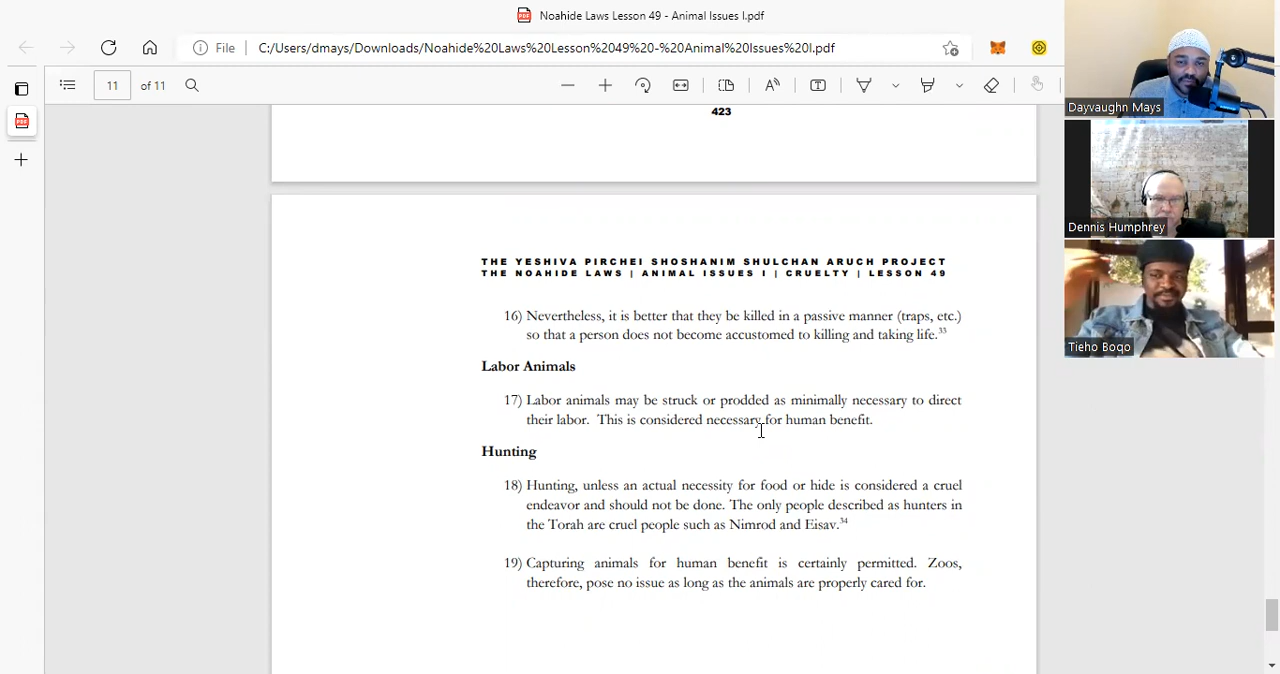 Noahide Laws Lesson 49 - Animal Issues I.pdf
File
C:/Users/dmays/Downloads/Noahide%20Laws%20Lesson%2049%20-%20Animal%20Issues%20I.pdf
11 of 11
423
THE YESHIVA PIRCHEI SHOSHANIM SHULCHAN ARUCH PROJECT
THE NOAHIDE LAWS | ANIMAL ISSUES I | CRUELTY | LESSON 49
16) Nevertheless, it is better that they be killed in a passive manner (traps, etc.)
so that a person does not become accustomed to killing and taking life.33
Labor Animals
17) Labor animals may be struck or prodded as minimally necessary to direct
their labor. This is considered necessary for human benefit.
Hunting
18) Hunting, unless an actual necessity for food or hide is considered a cruel
endeavor and should not be done. The only people described as hunters in
the Torah are cruel people such as Nimrod and Eisav.34
19) Capturing animals for human benefit is certainly permitted. Zoos,
therefore, pose no issue as long as the animals are properly cared for.
Dayvaughn Mays
Dennis Humphrey
Tieho Boqo